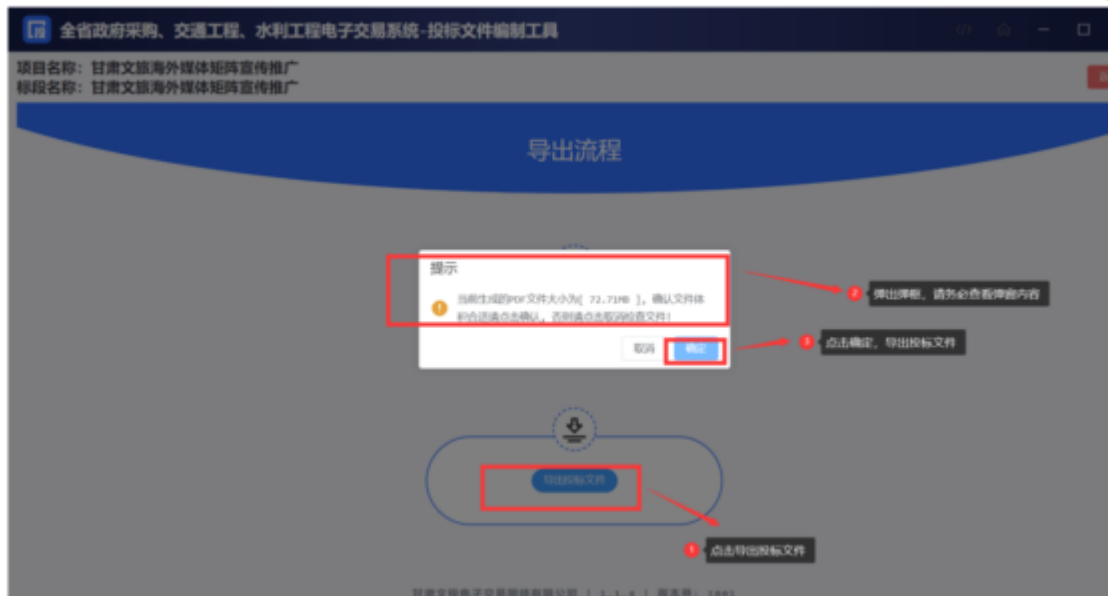 全省政府采购、交通工程、水利工程电子交易系统-投标文件编制工具
项目名称：甘肃文旅海外媒体矩阵宣传推广
标段名称：甘肃文旅海外媒体矩阵宣传推广
导出流程
提示
当前生成的PDF文件大小为[ 72.71MB ]，确认文件体
积合适请点击确认，否则请点击取消检查文件！
取消 确定
2 弹出弹框，请务必查看弹窗内容
3 点击确定，导出投标文件
导出投标文件
1 点击导出投标文件